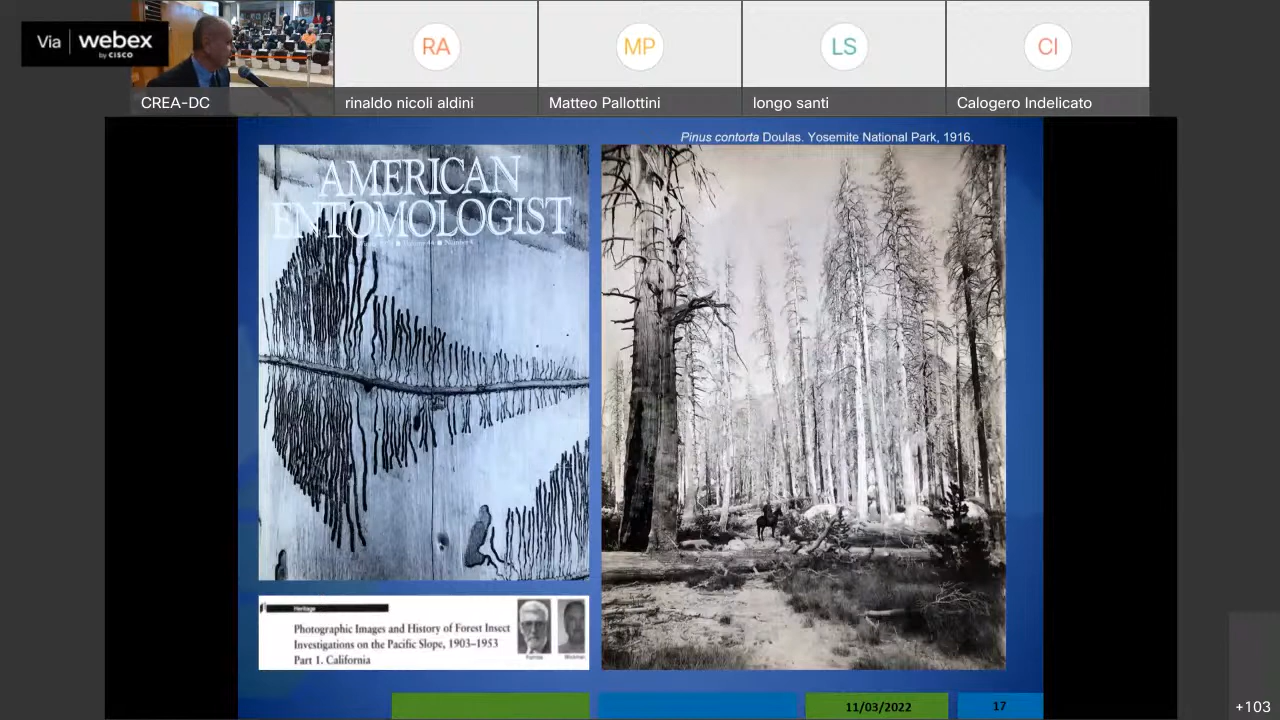 Via webex
by CISCO
RA
MP
LS
CI
CREA-DC
rinaldo nicoli aldini
Matteo Pallottini
longo santi
Calogero Indelicato
Pinus contorta Doulas. Yosemite National Park, 1916.
AMERICAN
ENTOMOLOGIST
Heritage
Photographic Images and History of Forest Insect
Investigations on the Pacific Slope, 1903–1953
Part 1. California
Furniss
Wickman
11/03/2022
17
+103